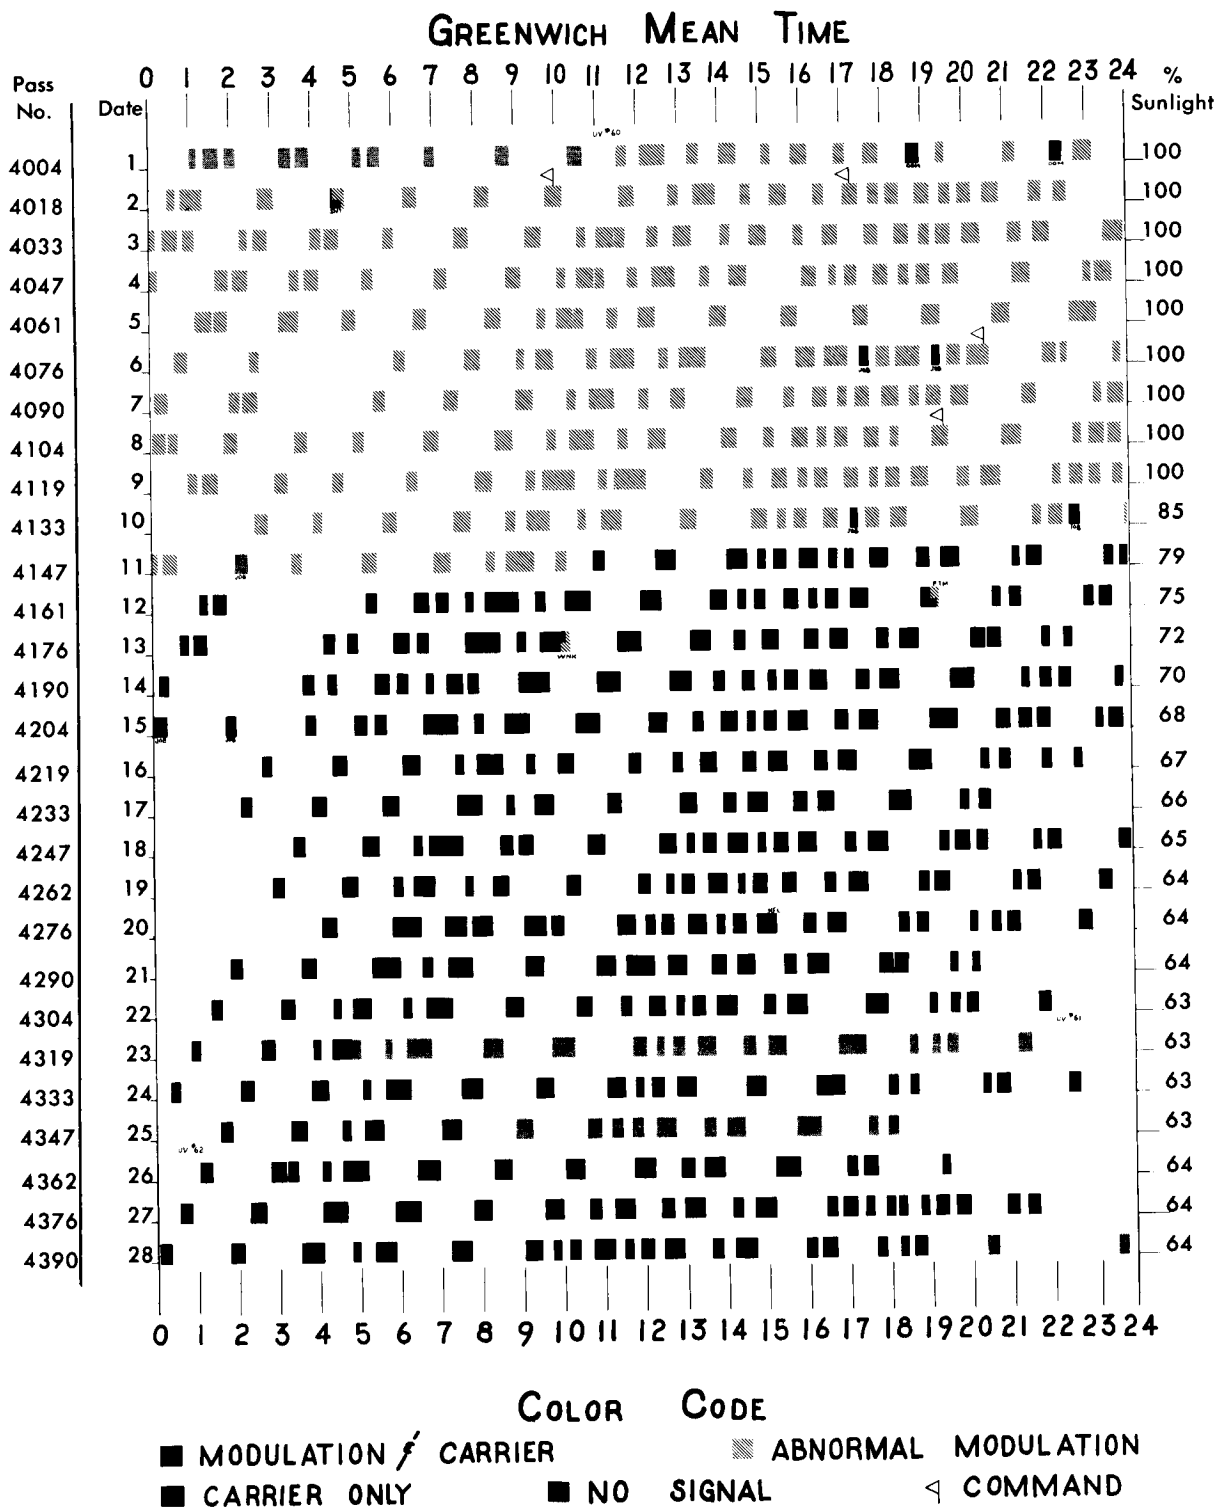 GREENWICH MEAN TIME
Pass No. Date 0 1 2 3 4 5 6 7 8 9 10 11 12 13 14 15 16 17 18 19 20 21 22 23 24 % Sunlight
UV #60
4004 1 100
4018 2 100
4033 3 100
4047 4 100
4061 5 100
4076 6 100
4090 7 100
4104 8 100
4119 9 100
4133 10 85
4147 11 79
4161 12 75
4176 13 72
4190 14 70
4204 15 68
4219 16 67
4233 17 66
4247 18 65
4262 19 64
4276 20 64
4290 21 64
4304 22 63
UV #61
4319 23 63
4333 24 63
4347 25 63
UV #62
4362 26 64
4376 27 64
4390 28 64
0 1 2 3 4 5 6 7 8 9 10 11 12 13 14 15 16 17 18 19 20 21 22 23 24
COLOR CODE
MODULATION & CARRIER ABNORMAL MODULATION
CARRIER ONLY NO SIGNAL COMMAND